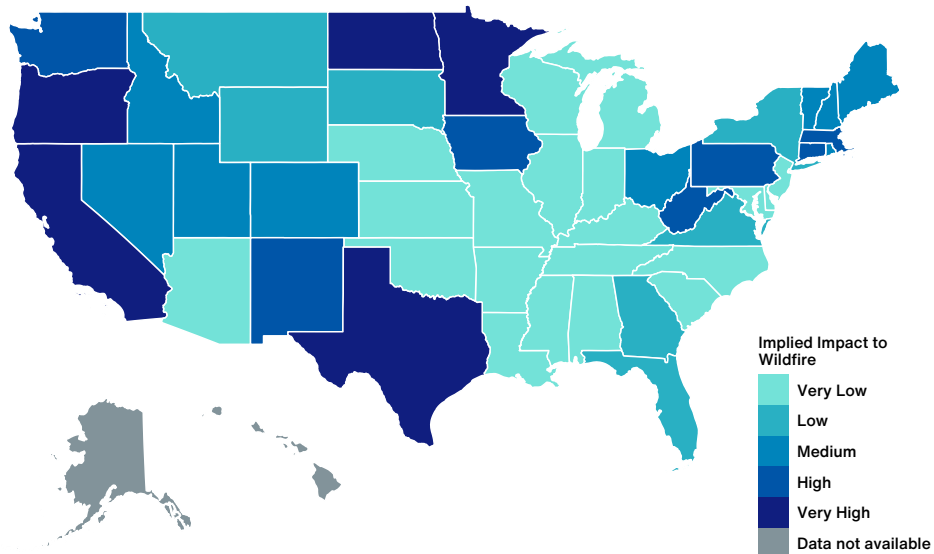 Implied Impact to
Wildfire
Very Low
Low
Medium
High
Very High
Data not available